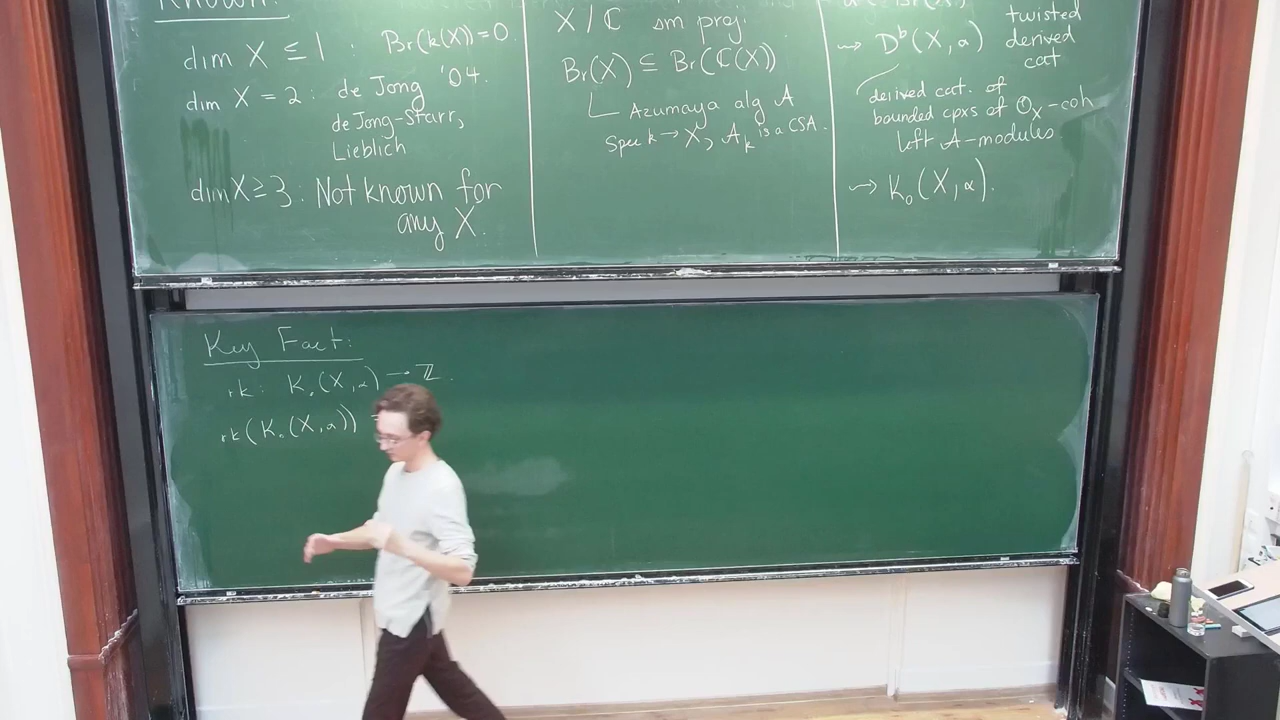 Known:
dim X ≤ 1 : Br(k(X))=0
dim X = 2 : de Jong '04.
de Jong-Starr,
Lieblich
dim X ≥ 3 : Not known for
any X.
X / ℂ sm proj.
Br(X) ⊆ Br(ℂ(X))
Azumaya alg A
Spec k → X, A_k is a CSA.
⇝ D^b(X, α) twisted
derived
cat
derived cat. of
bounded cpxs of O_X-coh
left A-modules
⇝ K_0(X, α).
Key Fact:
rk : K_0(X, α) → ℤ.
rk(K_0(X, α))